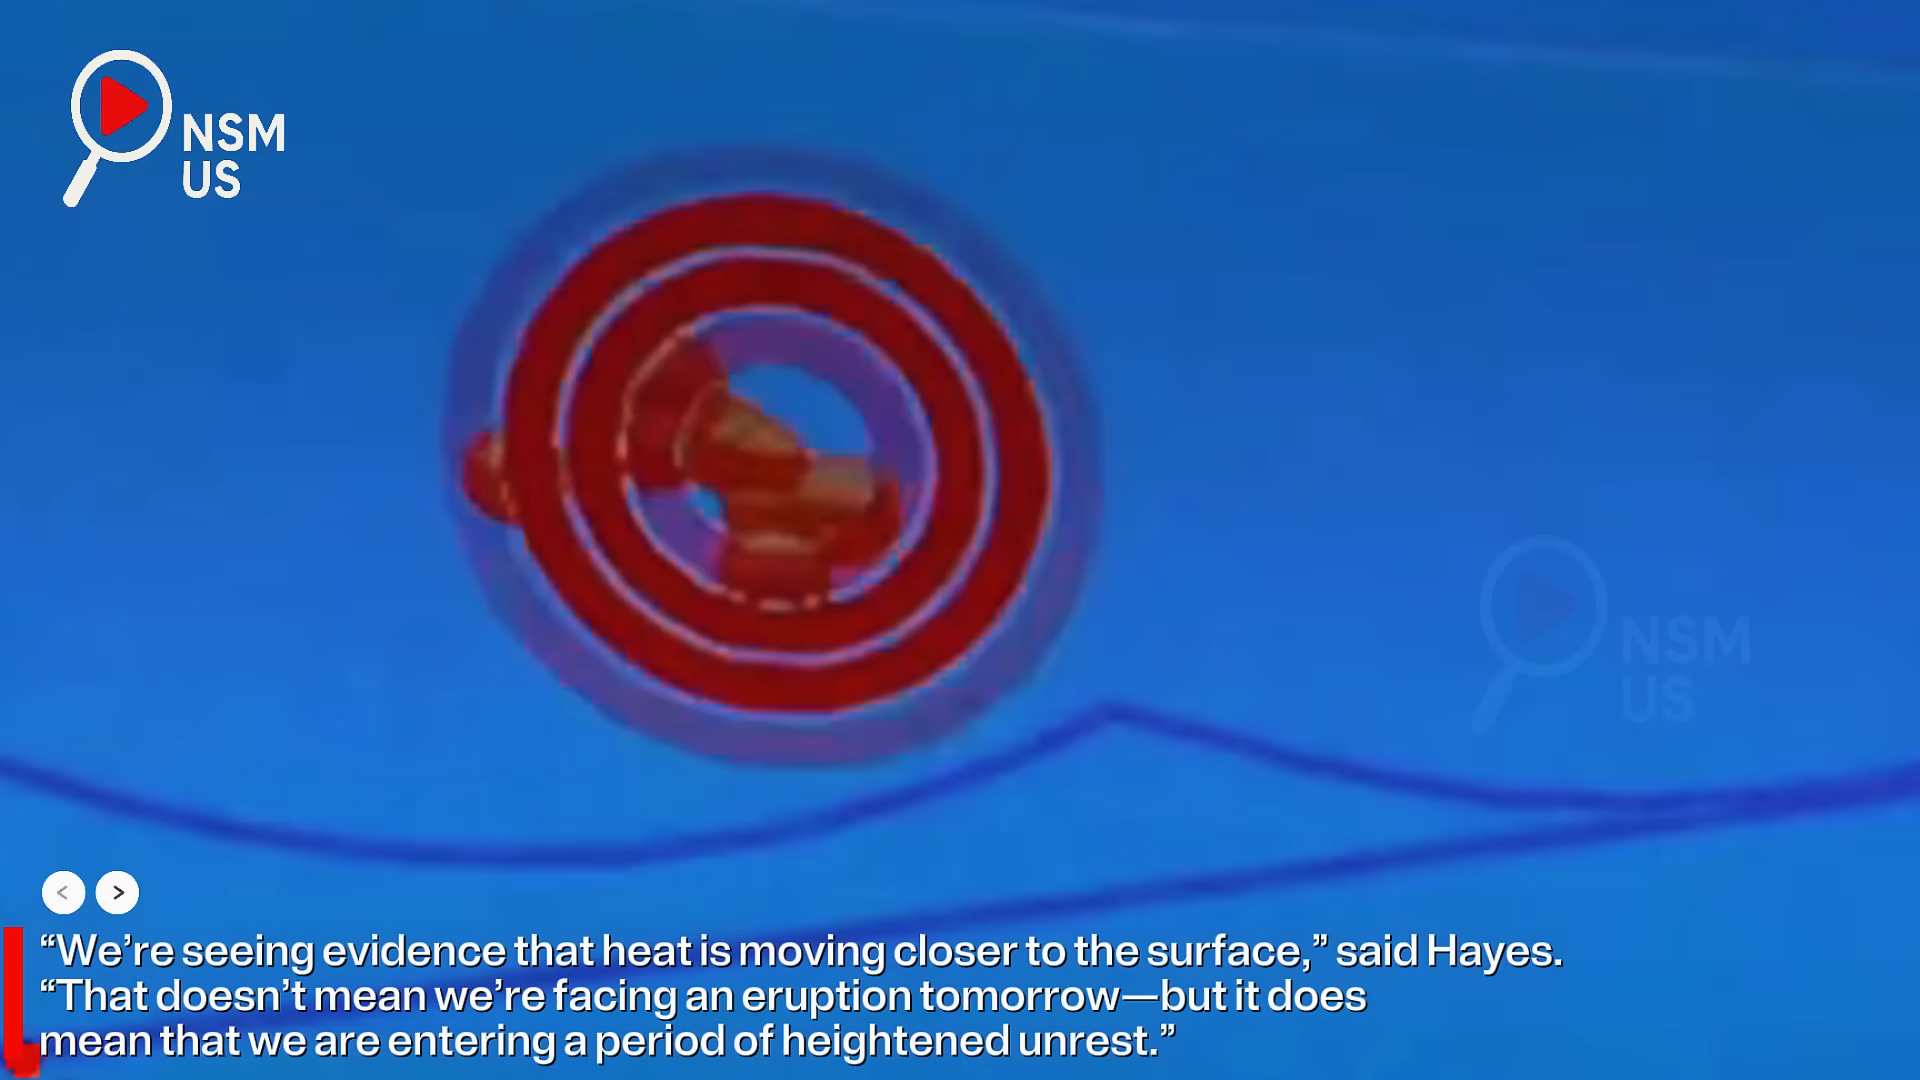 NSM
US
NSM
US
< >
“We’re seeing evidence that heat is moving closer to the surface,” said Hayes.
“That doesn’t mean we’re facing an eruption tomorrow—but it does
mean that we are entering a period of heightened unrest.”